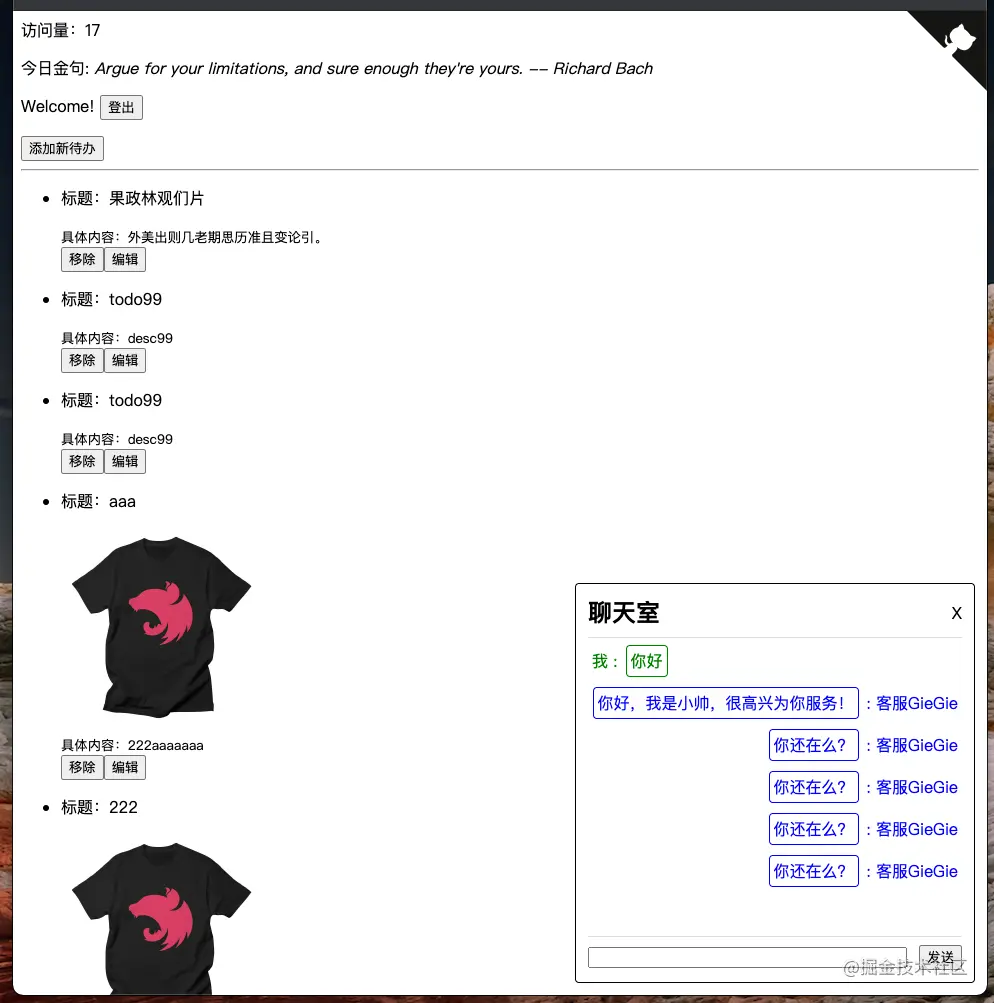 访问量：17
今日金句: Argue for your limitations, and sure enough they're yours. -- Richard Bach
Welcome! 登出
添加新待办
标题：果政林观们片
具体内容：外美出则几老期思历准且变论引。
移除 编辑
标题：todo99
具体内容：desc99
移除 编辑
标题：todo99
具体内容：desc99
移除 编辑
标题：aaa
具体内容：222aaaaaaa
移除 编辑
标题：222
聊天室 X
我： 你好
你好，我是小帅，很高兴为你服务！ ：客服GieGie
你还在么？ ：客服GieGie
你还在么？ ：客服GieGie
你还在么？ ：客服GieGie
你还在么？ ：客服GieGie
发送
@掘金技术社区